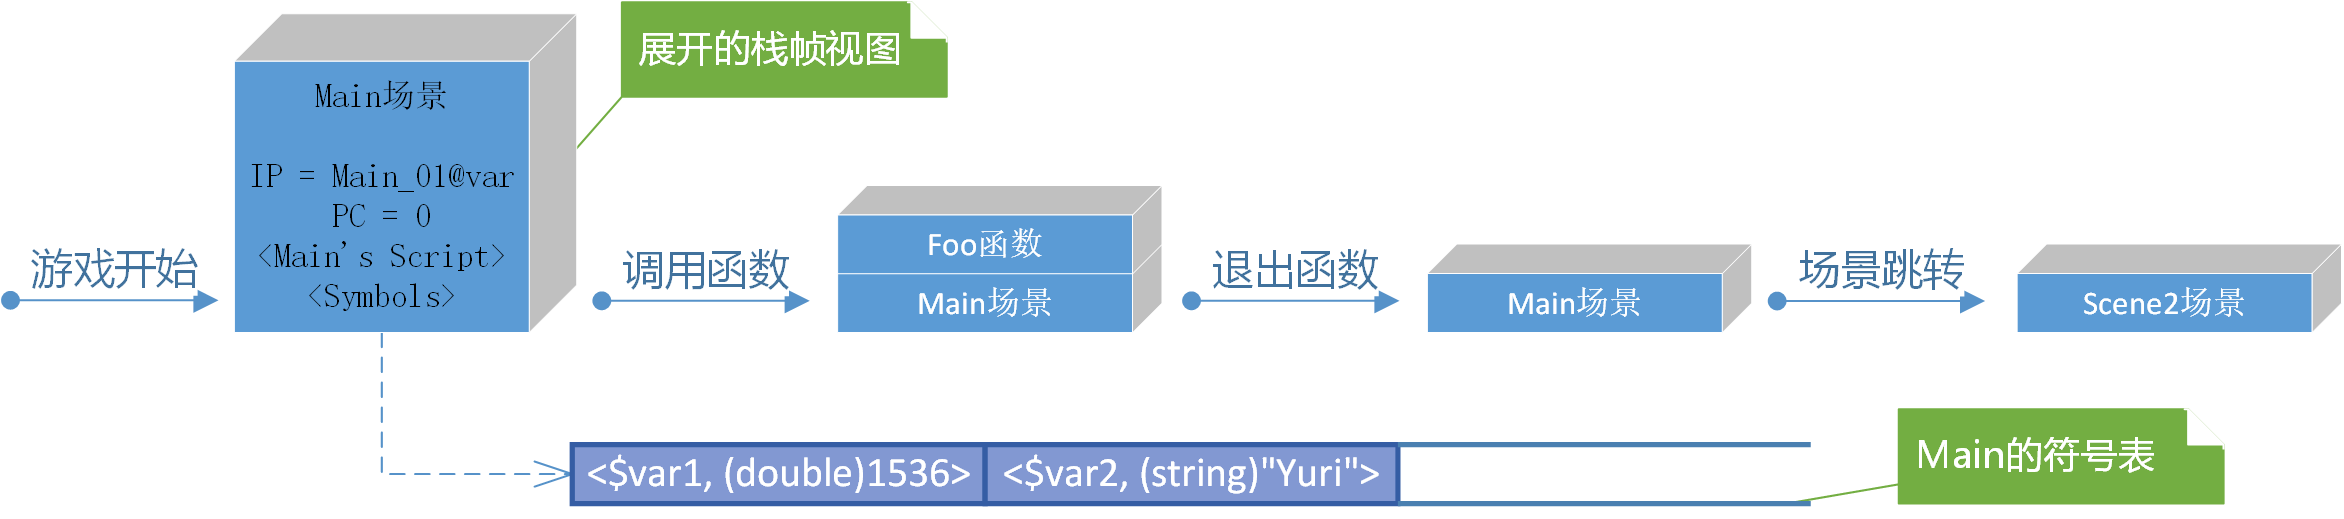 展开的栈帧视图
Main场景
IP = Main_01@var
PC = 0
<Main's Script>
<Symbols>
游戏开始
调用函数
Foo函数
Main场景
退出函数
Main场景
场景跳转
Scene2场景
<$var1, (double)1536>
<$var2, (string)"Yuri">
Main的符号表